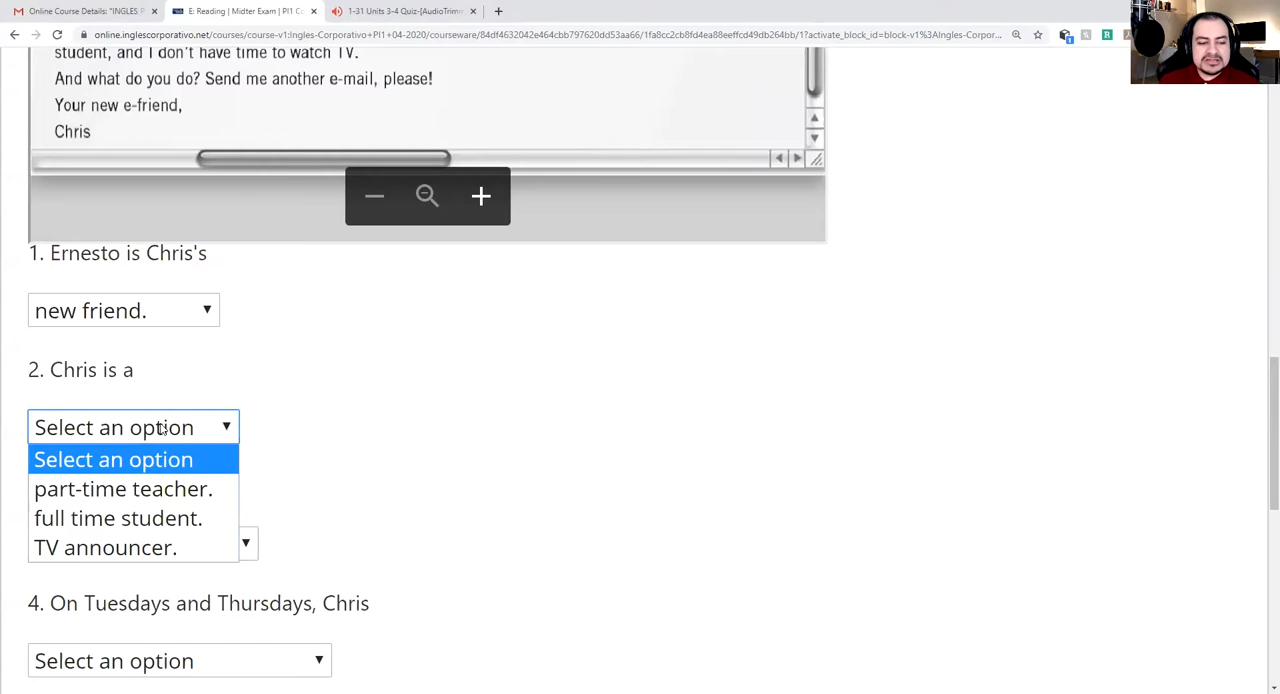 Online Course Details: "INGLES P
E: Reading | Midter Exam | PI1 Co
1-31 Units 3-4 Quiz-[AudioTrim
online.inglescorporativo.net/courses/course-v1:Ingles-Corporativo+PI1+04-2020/courseware/84df4632042e464cbb797620dd53aa66/1fa8cc2cb8fd4ea88eeffcd49db264bb/1?activate_block_id=block-v1%3AIngles-Corpor...
student, and I don't have time to watch TV.
And what do you do? Send me another e-mail, please!
Your new e-friend,
Chris
1. Ernesto is Chris's
new friend.
2. Chris is a
Select an option
Select an option
part-time teacher.
full time student.
TV announcer.
4. On Tuesdays and Thursdays, Chris
Select an option